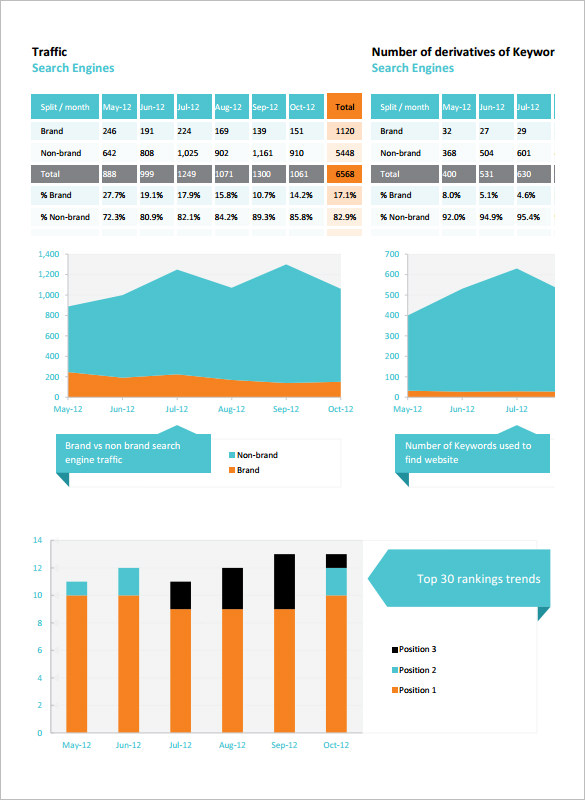 Traffic
Search Engines
Split / month May-12 Jun-12 Jul-12 Aug-12 Sep-12 Oct-12 Total
Brand 246 191 224 169 139 151 1120
Non-brand 642 808 1,025 902 1,161 910 5448
Total 888 999 1249 1071 1300 1061 6568
% Brand 27.7% 19.1% 17.9% 15.8% 10.7% 14.2% 17.1%
% Non-brand 72.3% 80.9% 82.1% 84.2% 89.3% 85.8% 82.9%
Number of derivatives of Keywor
Search Engines
Split / month May-12 Jun-12 Jul-12
Brand 32 27 29
Non-brand 368 504 601
Total 400 531 630
% Brand 8.0% 5.1% 4.6%
% Non-brand 92.0% 94.9% 95.4%
1,400
1,200
1,000
800
600
400
200
0
May-12 Jun-12 Jul-12 Aug-12 Sep-12 Oct-12
Brand vs non brand search
engine traffic
Non-brand
Brand
700
600
500
400
300
200
100
0
May-12 Jun-12 Jul-12
Number of Keywords used to
find website
14
12
10
8
6
4
2
0
May-12 Jun-12 Jul-12 Aug-12 Sep-12 Oct-12
Top 30 rankings trends
Position 3
Position 2
Position 1